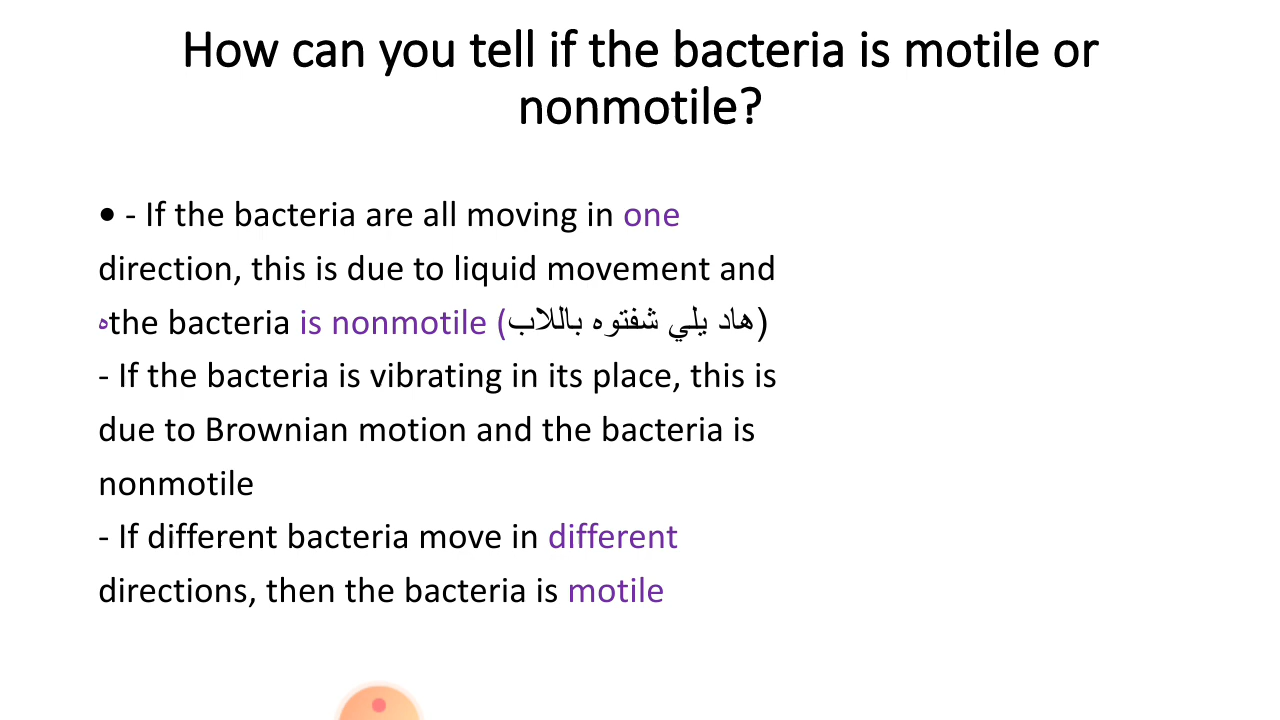 How can you tell if the bacteria is motile or
nonmotile?
• - If the bacteria are all moving in one
direction, this is due to liquid movement and
هthe bacteria is nonmotile (هاد يلي شفتوه باللاب)
- If the bacteria is vibrating in its place, this is
due to Brownian motion and the bacteria is
nonmotile
- If different bacteria move in different
directions, then the bacteria is motile